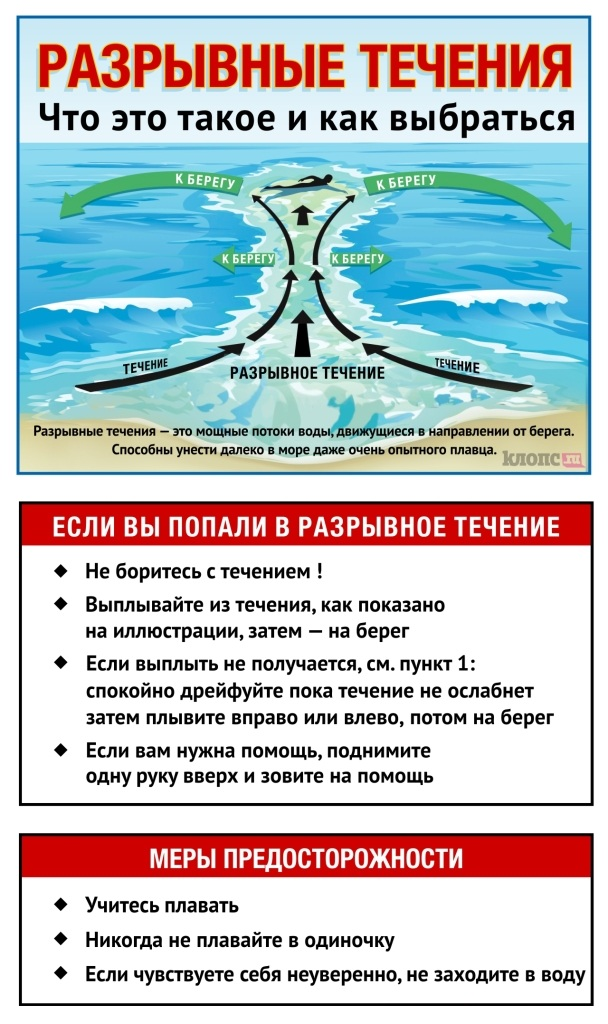 РАЗРЫВНЫЕ ТЕЧЕНИЯ
Что это такое и как выбраться
К БЕРЕГУ
К БЕРЕГУ
К БЕРЕГУ
К БЕРЕГУ
ТЕЧЕНИЕ
РАЗРЫВНОЕ ТЕЧЕНИЕ
ТЕЧЕНИЕ
Разрывные течения — это мощные потоки воды, движущиеся в направлении от берега.
Способны унести далеко в море даже очень опытного плавца.
клопс.ru
ЕСЛИ ВЫ ПОПАЛИ В РАЗРЫВНОЕ ТЕЧЕНИЕ
◆ Не боритесь с течением !
◆ Выплывайте из течения, как показано
на иллюстрации, затем — на берег
◆ Если выплыть не получается, см. пункт 1:
спокойно дрейфуйте пока течение не ослабнет
затем плывите вправо или влево, потом на берег
◆ Если вам нужна помощь, поднимите
одну руку вверх и зовите на помощь
МЕРЫ ПРЕДОСТОРОЖНОСТИ
◆ Учитесь плавать
◆ Никогда не плавайте в одиночку
◆ Если чувствуете себя неуверенно, не заходите в воду